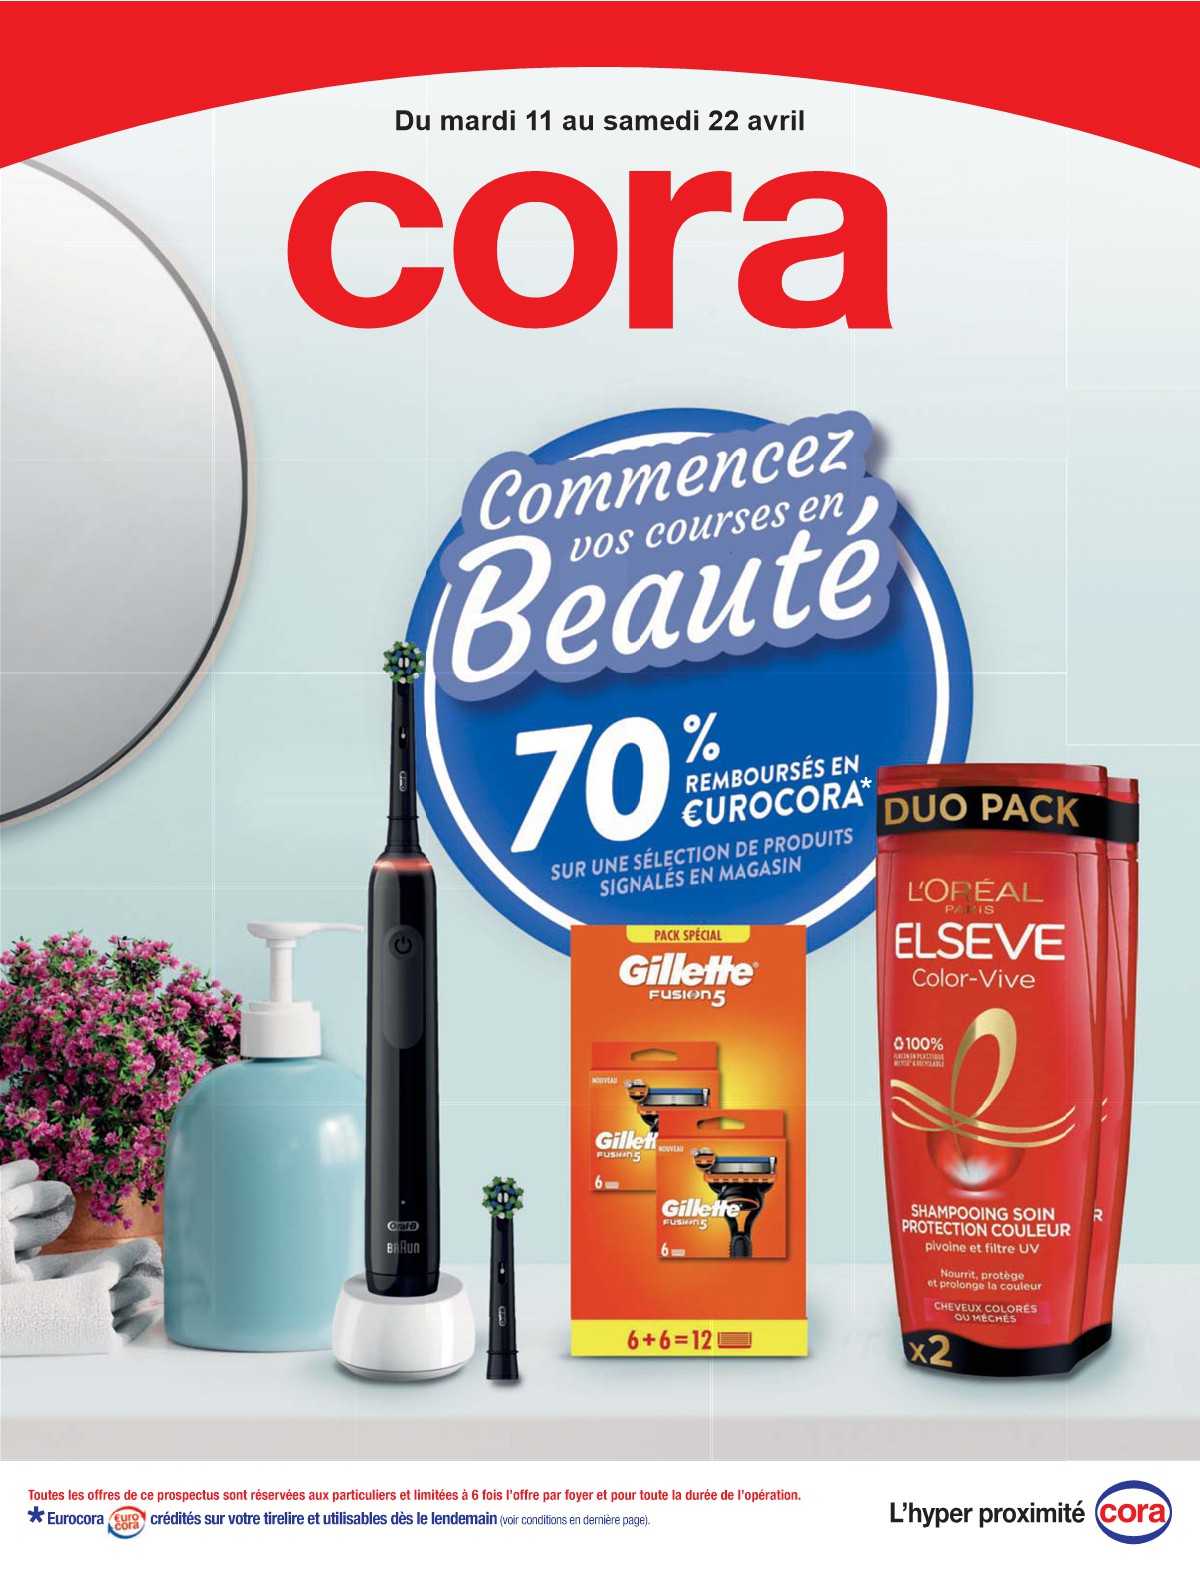 Du mardi 11 au samedi 22 avril
cora
Commencez
vos courses en
Beauté
70%
REMBOURSÉS EN
€UROCORA*
SUR UNE SÉLECTION DE PRODUITS
SIGNALÉS EN MAGASIN
Oral-B
BRAUN
PACK SPÉCIAL
Gillette
FUSION5
NOUVEAU
Gillett
FUSION5
6
NOUVEAU
Gillette
FUSION5
6
6+6=12
DUO PACK
L'ORÉAL
PARIS
ELSEVE
Color-Vive
100%
SHAMPOOING SOIN
PROTECTION COULEUR
pivoine et filtre UV
Nourrit, protège
et prolonge la couleur
CHEVEUX COLORÉS
OU MÉCHÉS
x2
R
Toutes les offres de ce prospectus sont réservées aux particuliers et limitées à 6 fois l'offre par foyer et pour toute la durée de l'opération.
*Eurocora euro cora crédités sur votre tirelire et utilisables dès le lendemain (voir conditions en dernière page).
L'hyper proximité cora